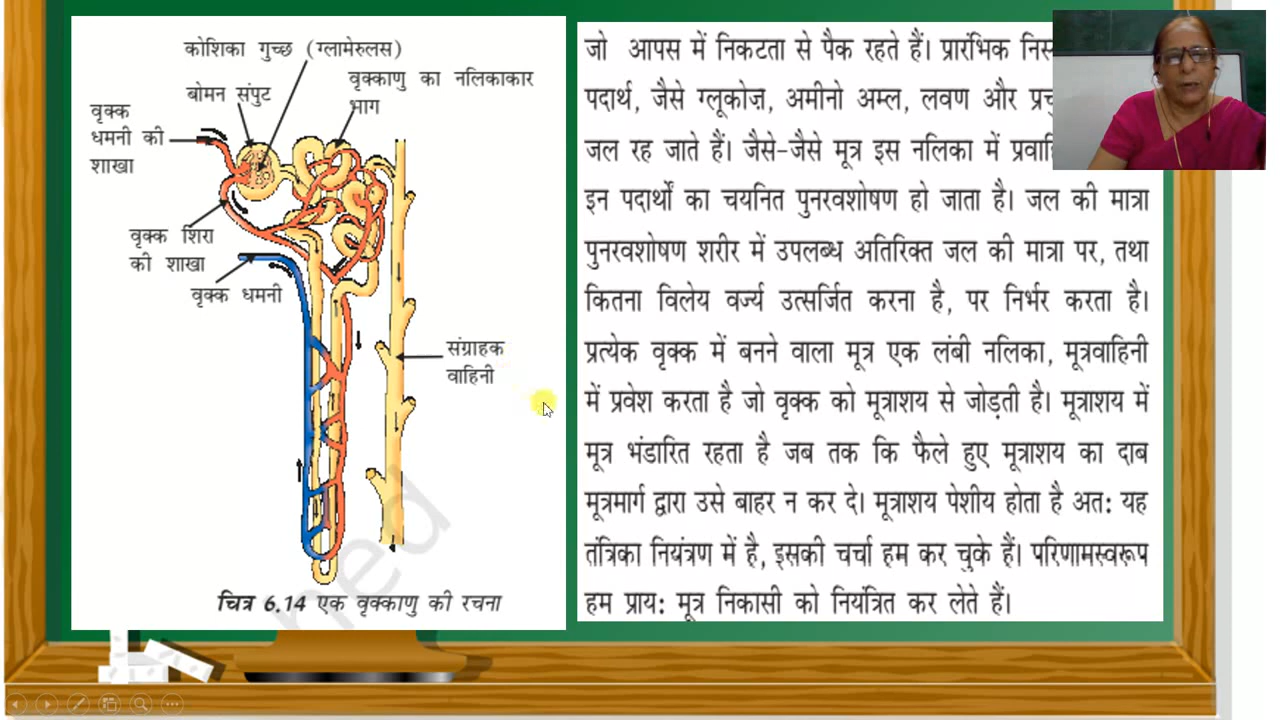 कोशिका गुच्छ (ग्लामेरुलस)
बोमन संपुट
वृक्काणु का नलिकाकार
भाग
वृक्क
धमनी की
शाखा
वृक्क शिरा
की शाखा
वृक्क धमनी
संग्राहक
वाहिनी
चित्र 6.14 एक वृक्काणु की रचना
जो आपस में निकटता से पैक रहते हैं। प्रारंभिक
पदार्थ, जैसे ग्लूकोज़, अमीनो अम्ल, लवण और
जल रह जाते हैं। जैसे-जैसे मूत्र इस नलिका में
इन पदार्थों का चयनित पुनरवशोषण हो जाता है। जल की मात्रा
पुनरवशोषण शरीर में उपलब्ध अतिरिक्त जल की मात्रा पर, तथा
कितना विलेय वर्ज्य उत्सर्जित करना है, पर निर्भर करता है।
प्रत्येक वृक्क में बनने वाला मूत्र एक लंबी नलिका, मूत्रवाहिनी
में प्रवेश करता है जो वृक्क को मूत्राशय से जोड़ती है। मूत्राशय में
मूत्र भंडारित रहता है जब तक कि फैले हुए मूत्राशय का दाब
मूत्रमार्ग द्वारा उसे बाहर न कर दे। मूत्राशय पेशीय होता है अतः यह
तंत्रिका नियंत्रण में है, इसकी चर्चा हम कर चुके हैं। परिणामस्वरूप
हम प्रायः मूत्र निकासी को नियंत्रित कर लेते हैं।